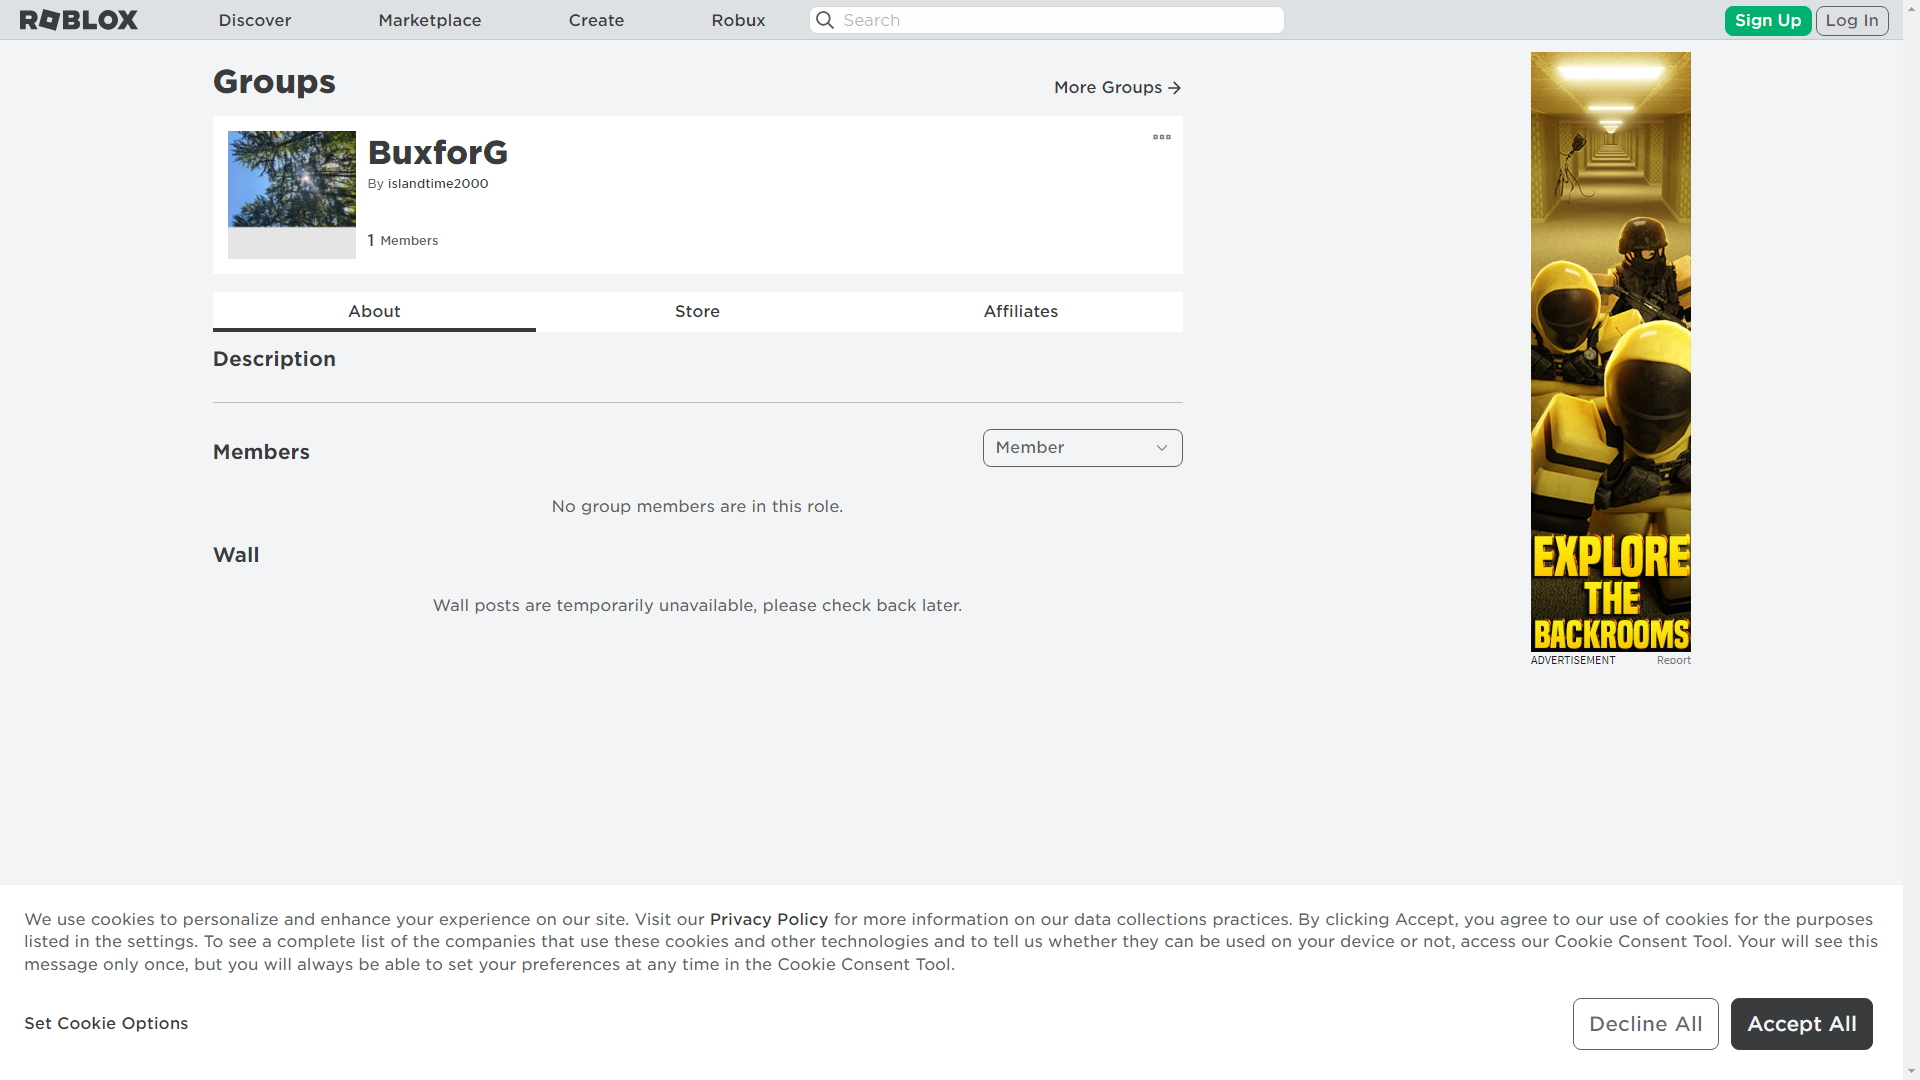 ROBLOX
Discover
Marketplace
Create
Robux
Search
Sign Up
Log In
Groups
More Groups
BuxforG
By islandtime2000
1 Members
About
Store
Affiliates
Description
Members
Member
No group members are in this role.
Wall
Wall posts are temporarily unavailable, please check back later.
EXPLORE
THE
BACKROOMS
ADVERTISEMENT
Report
We use cookies to personalize and enhance your experience on our site. Visit our Privacy Policy for more information on our data collections practices. By clicking Accept, you agree to our use of cookies for the purposes
listed in the settings. To see a complete list of the companies that use these cookies and other technologies and to tell us whether they can be used on your device or not, access our Cookie Consent Tool. Your will see this
message only once, but you will always be able to set your preferences at any time in the Cookie Consent Tool.
Set Cookie Options
Decline All
Accept All